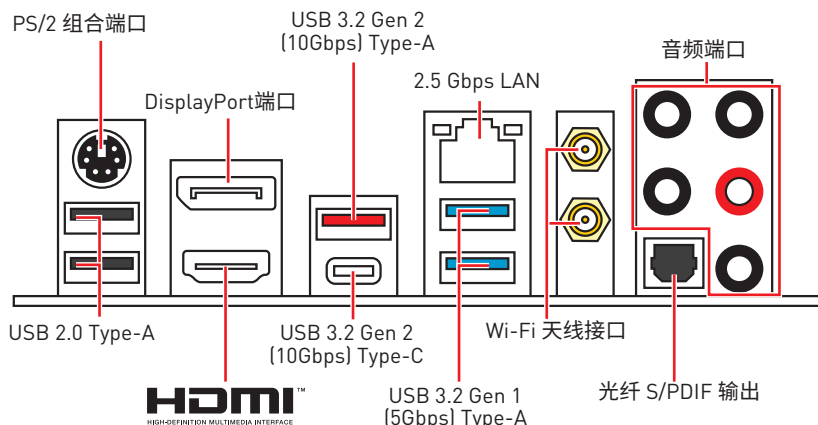 PS/2 组合端口
USB 3.2 Gen 2
(10Gbps) Type-A
音频端口
2.5 Gbps LAN
DisplayPort端口
USB 2.0 Type-A
USB 3.2 Gen 2
(10Gbps) Type-C
Wi-Fi 天线接口
HDMI™
HIGH-DEFINITION MULTIMEDIA INTERFACE
USB 3.2 Gen 1
(5Gbps) Type-A
光纤 S/PDIF 输出